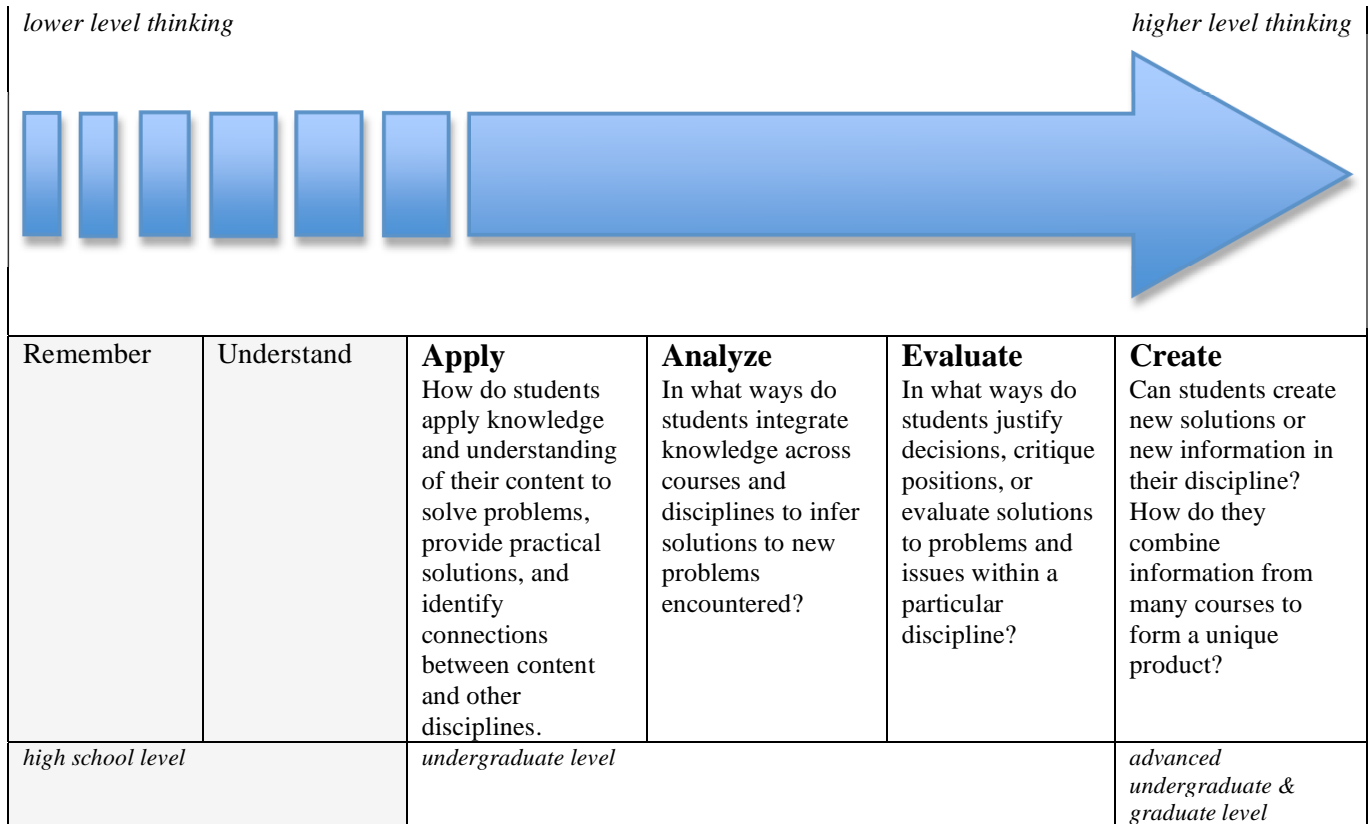 lower level thinking
higher level thinking
Remember
Understand
Apply
How do students
apply knowledge
and understanding
of their content to
solve problems,
provide practical
solutions, and
identify
connections
between content
and other
disciplines.
Analyze
In what ways do
students integrate
knowledge across
courses and
disciplines to infer
solutions to new
problems
encountered?
Evaluate
In what ways do
students justify
decisions, critique
positions, or
evaluate solutions
to problems and
issues within a
particular
discipline?
Create
Can students create
new solutions or
new information in
their discipline?
How do they
combine
information from
many courses to
form a unique
product?
high school level
undergraduate level
advanced
undergraduate &
graduate level